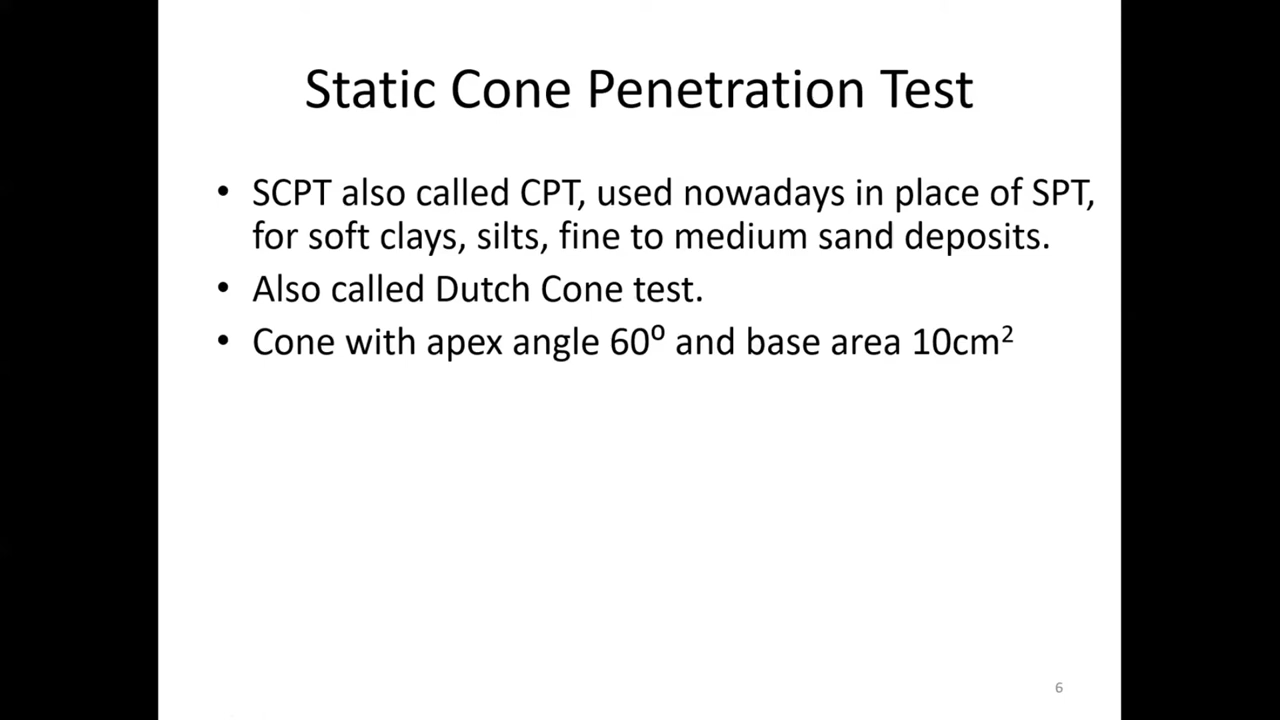 Static Cone Penetration Test
• SCPT also called CPT, used nowadays in place of SPT,
for soft clays, silts, fine to medium sand deposits.
• Also called Dutch Cone test.
• Cone with apex angle 60⁰ and base area 10cm²
6